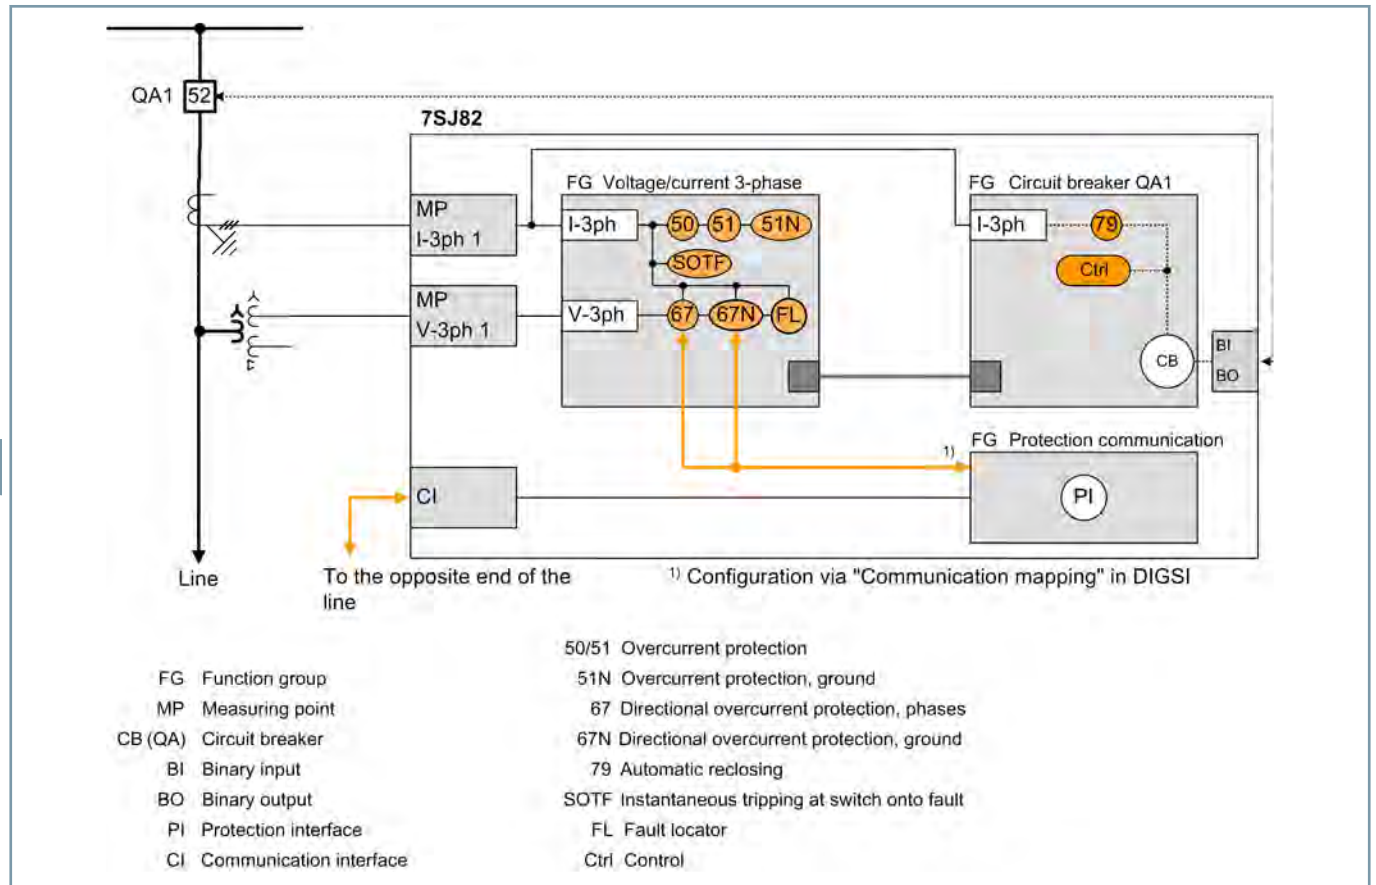 QA1 52
7SJ82
FG Voltage/current 3-phase
FG Circuit breaker QA1
MP
I-3ph 1
I-3ph
50
51
51N
SOTF
I-3ph
79
Ctrl
MP
V-3ph 1
V-3ph
67
67N
FL
CB
BI
BO
FG Protection communication
1)
CI
PI
Line
To the opposite end of the
line
1) Configuration via "Communication mapping" in DIGSI
FG Function group
MP Measuring point
CB (QA) Circuit breaker
BI Binary input
BO Binary output
PI Protection interface
CI Communication interface
50/51 Overcurrent protection
51N Overcurrent protection, ground
67 Directional overcurrent protection, phases
67N Directional overcurrent protection, ground
79 Automatic reclosing
SOTF Instantaneous tripping at switch onto fault
FL Fault locator
Ctrl Control